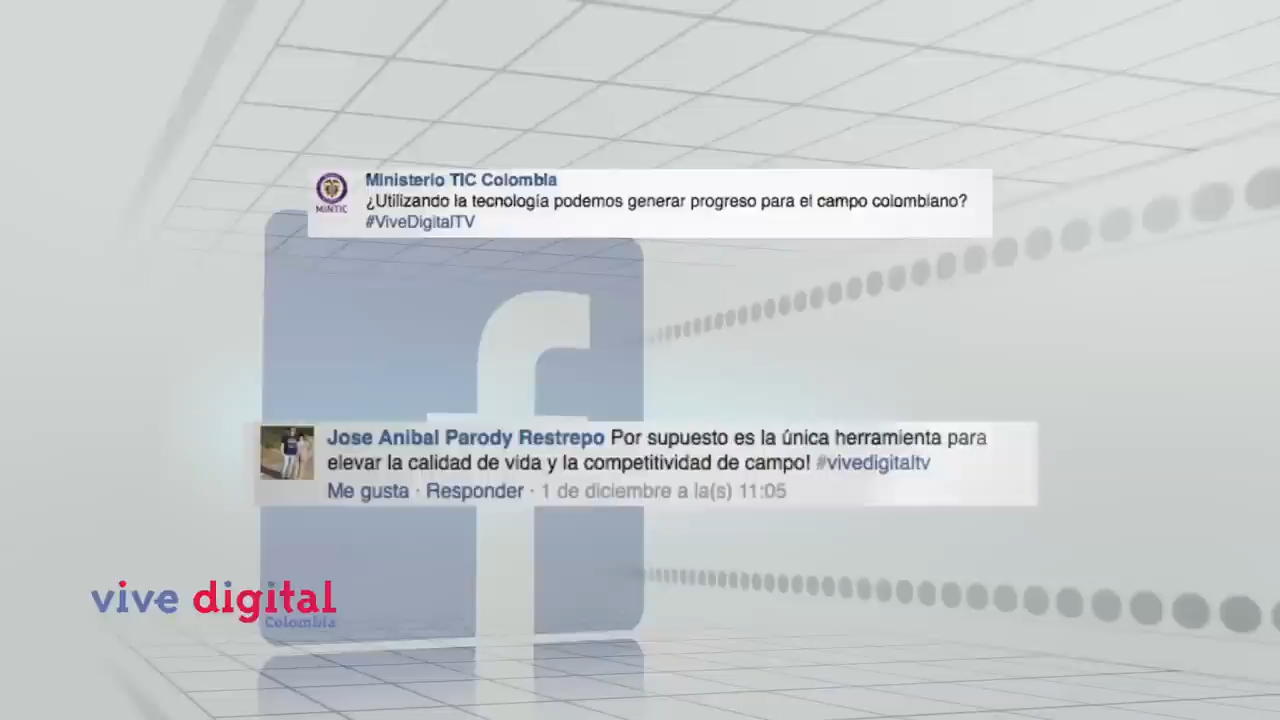 Ministerio TIC Colombia
¿Utilizando la tecnología podemos generar progreso para el campo colombiano?
#ViveDigitalTV
MINTIC
Jose Anibal Parody Restrepo Por supuesto es la única herramienta para
elevar la calidad de vida y la competitividad de campo! #vivedigitaltv
Me gusta · Responder · 1 de diciembre a la(s) 11:05
vive digital
Colombia